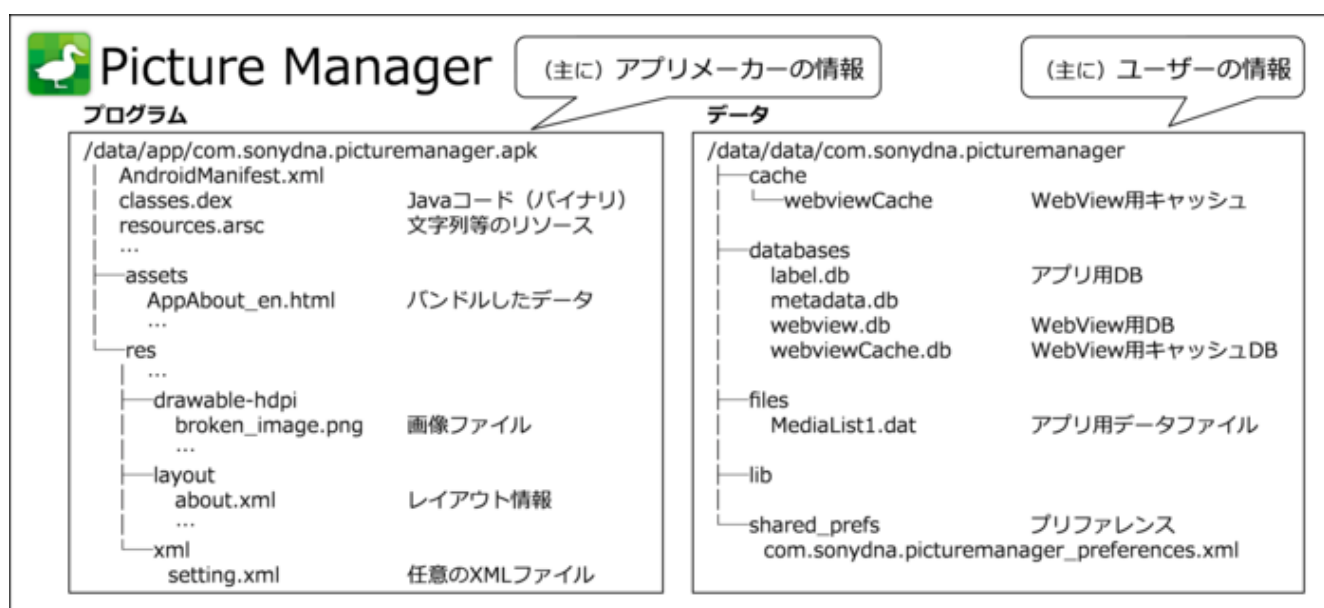 Picture Manager
（主に）アプリメーカーの情報
（主に）ユーザーの情報
プログラム
/data/app/com.sonydna.picturemanager.apk
AndroidManifest.xml
classes.dex Javaコード（バイナリ）
resources.arsc 文字列等のリソース
…
assets
AppAbout_en.html バンドルしたデータ
…
res
…
drawable-hdpi
broken_image.png 画像ファイル
…
layout
about.xml レイアウト情報
…
xml
setting.xml 任意のXMLファイル
データ
/data/data/com.sonydna.picturemanager
cache
webviewCache WebView用キャッシュ
databases
label.db アプリ用DB
metadata.db
webview.db WebView用DB
webviewCache.db WebView用キャッシュDB
files
MediaList1.dat アプリ用データファイル
lib
shared_prefs プリファレンス
com.sonydna.picturemanager_preferences.xml